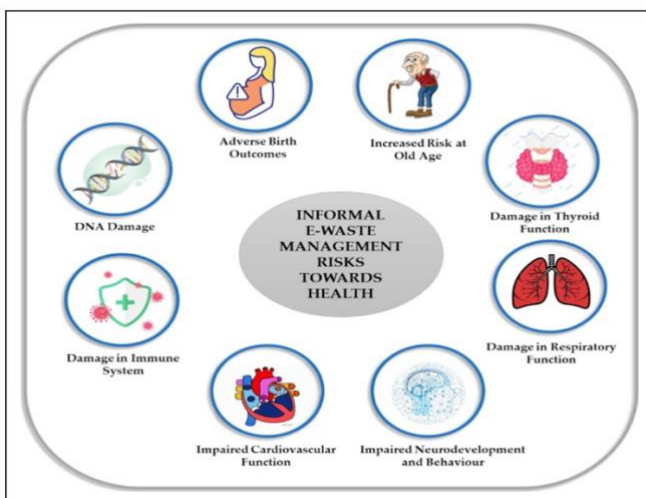 Adverse Birth
Outcomes
Increased Risk at
Old Age
DNA Damage
Damage in Thyroid
Function
INFORMAL
E-WASTE
MANAGEMENT
RISKS
TOWARDS
HEALTH
Damage in Immune
System
Damage in Respiratory
Function
Impaired Cardiovascular
Function
Impaired Neurodevelopment
and Behaviour